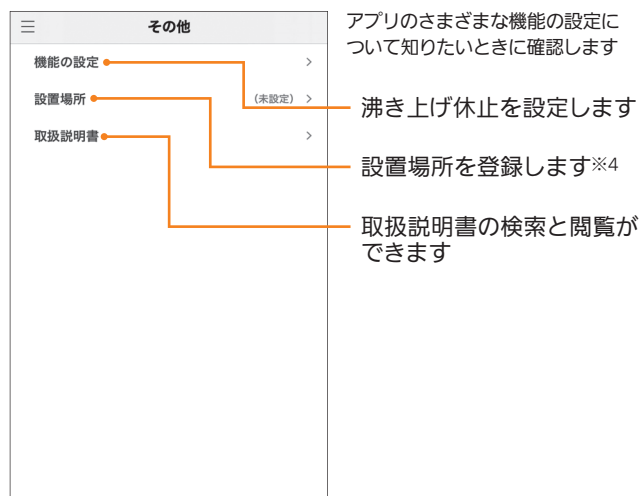 その他
機能の設定
設置場所 (未設定)
取扱説明書
アプリのさまざまな機能の設定に
ついて知りたいときに確認します
沸き上げ休止を設定します
設置場所を登録します※4
取扱説明書の検索と閲覧が
できます